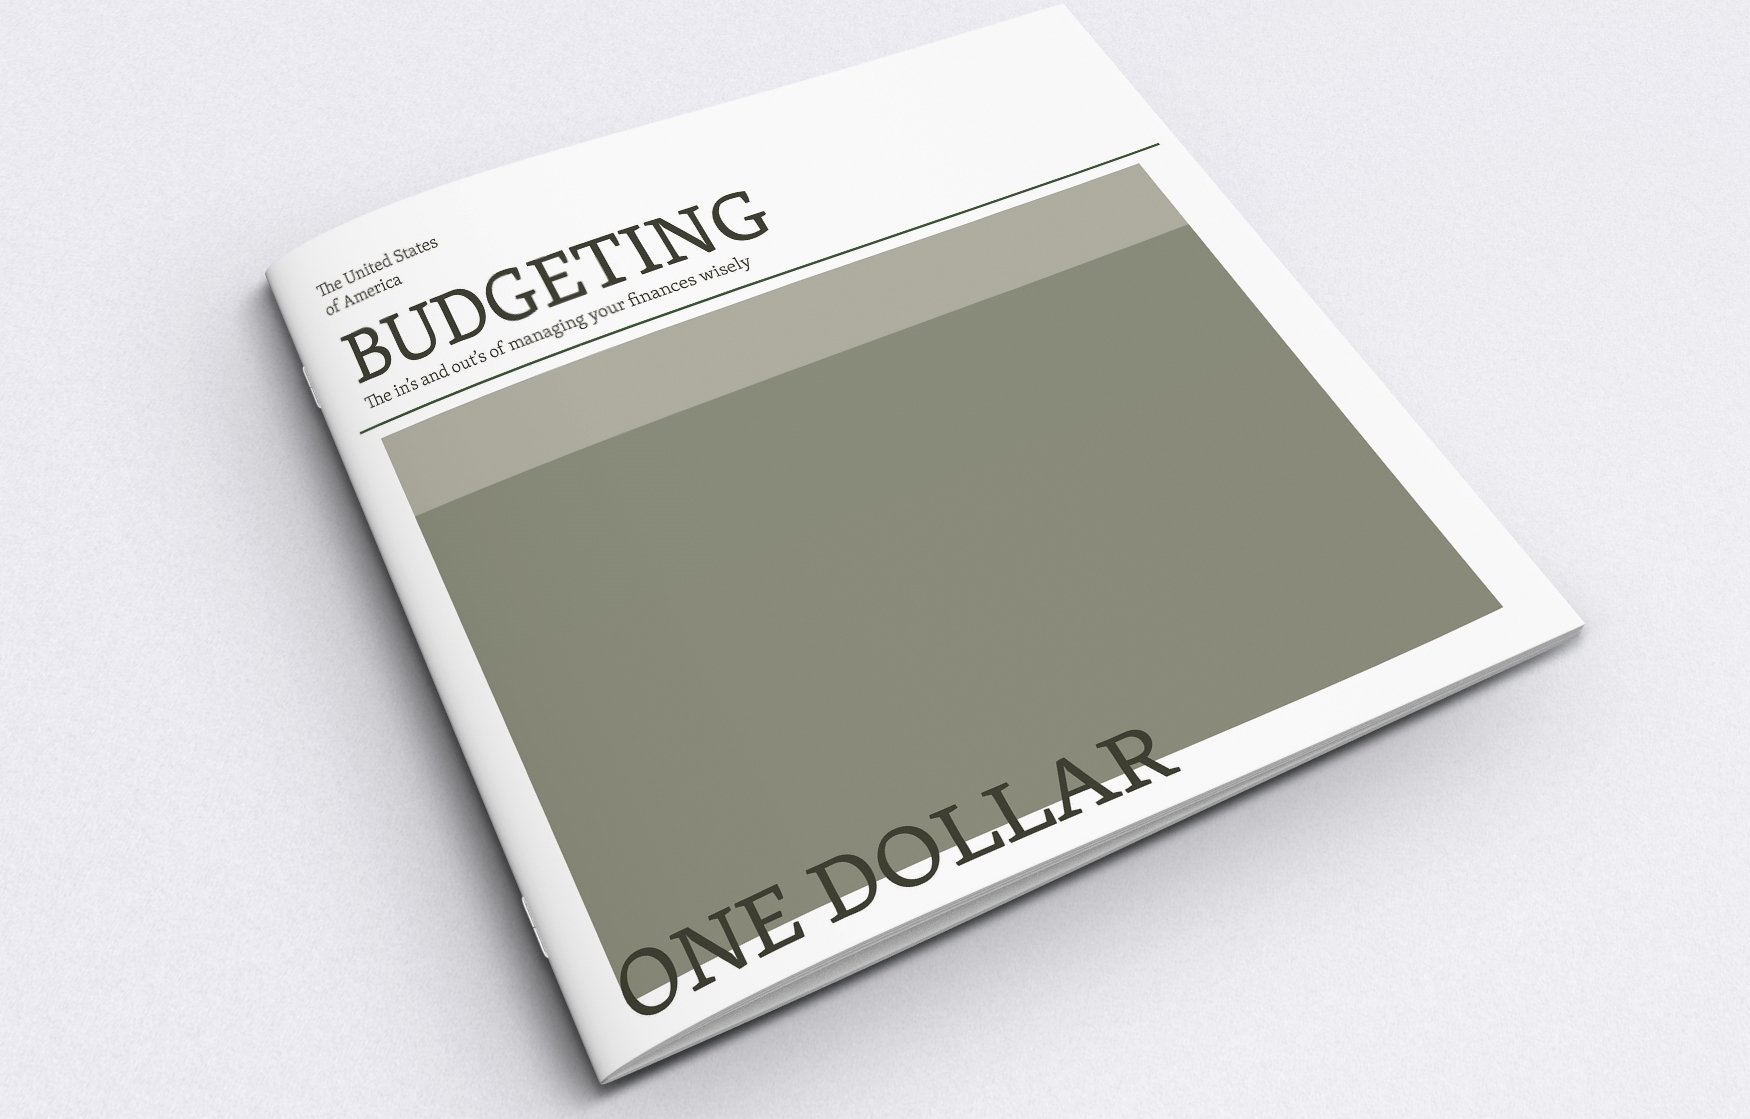 The United States
of America
BUDGETING
The in's and out's of managing your finances wisely
ONE DOLLAR